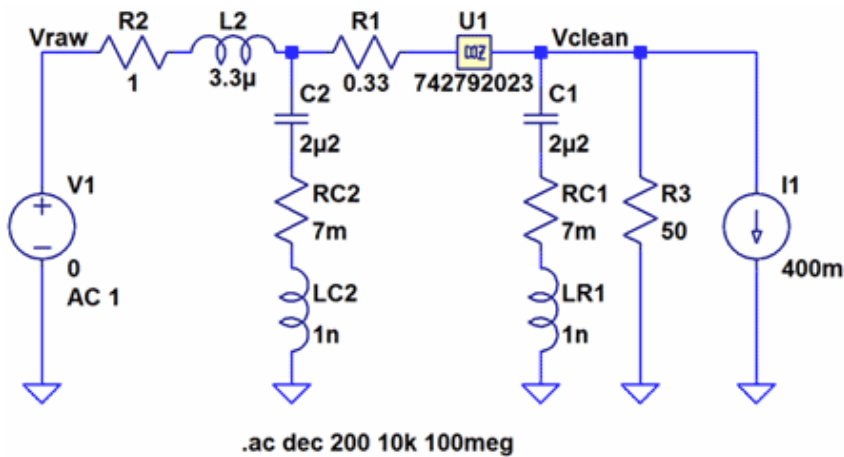 R2
L2
R1
U1
Vraw
Vclean
1
3.3µ
0.33
742792023
C2
C1
2µ2
2µ2
V1
RC2
RC1
R3
I1
7m
7m
50
0
400m
AC 1
LC2
LR1
1n
1n
.ac dec 200 10k 100meg